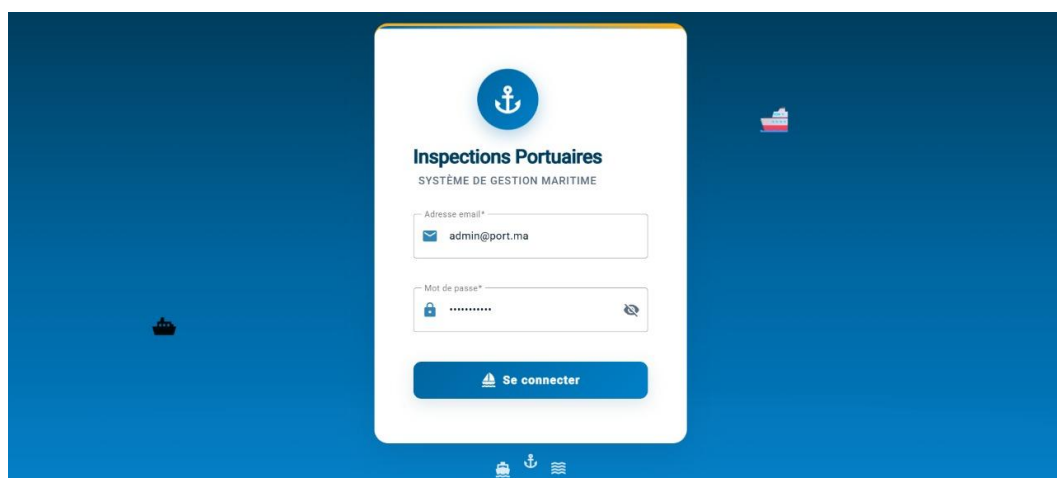 Inspections Portuaires
SYSTÈME DE GESTION MARITIME
Adresse email*
admin@port.ma
Mot de passe*
•••••••••••
Se connecter